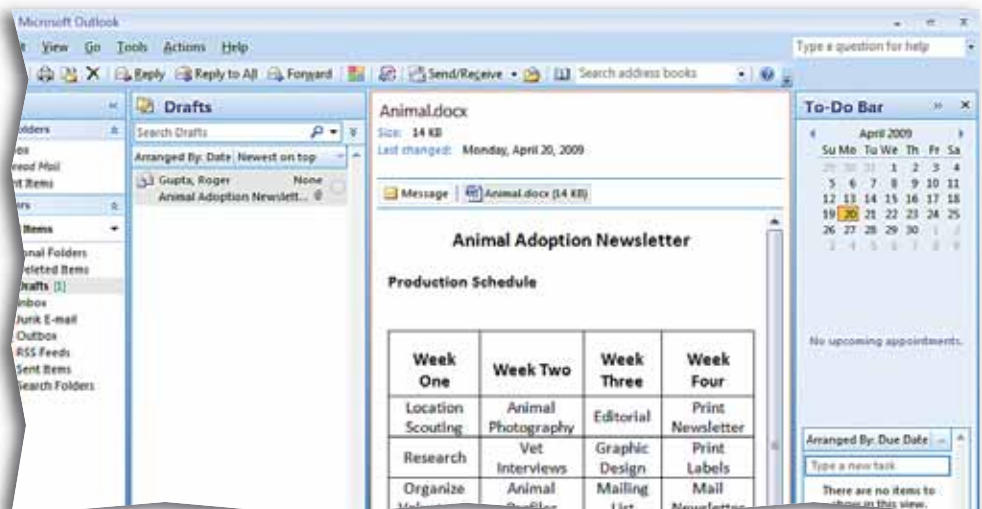 Microsoft Outlook
View Go Tools Actions Help
Type a question for help
Reply Reply to All Forward Send/Receive Search address books
Drafts
Search Drafts
Arranged By: Date Newest on top
Gupta, Roger None
Animal Adoption Newslett...
Items
Deleted Items
Drafts [1]
Inbox
Junk E-mail
Outbox
RSS Feeds
Sent Items
Search Folders
Animal.docx
Size: 14 KB
Last changed: Monday, April 20, 2009
Message Animal.docx (14 KB)
Animal Adoption Newsletter
Production Schedule
Week One
Week Two
Week Three
Week Four
Location Scouting
Animal Photography
Editorial
Print Newsletter
Research
Vet Interviews
Graphic Design
Print Labels
Organize
Animal
Mailing List
Mail Newsletter
To-Do Bar
April 2009
Su Mo Tu We Th Fr Sa
29 30 31 1 2 3 4
5 6 7 8 9 10 11
12 13 14 15 16 17 18
19 20 21 22 23 24 25
26 27 28 29 30 1 2
3 4 5 6 7 8 9
No upcoming appointments.
Arranged By: Due Date
Type a new task
There are no items to
show in this view.